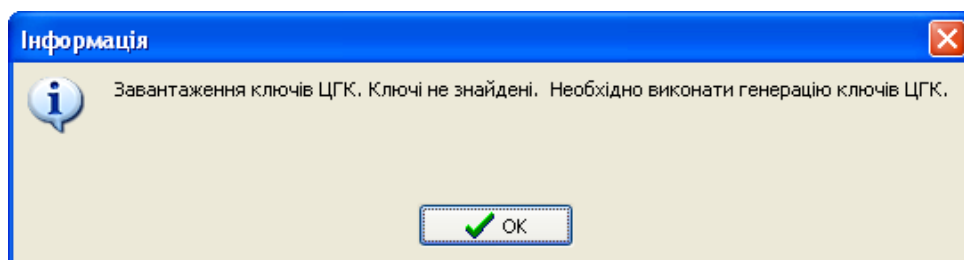 Інформація
Завантаження ключів ЦГК. Ключі не знайдені.  Необхідно виконати генерацію ключів ЦГК.
OK